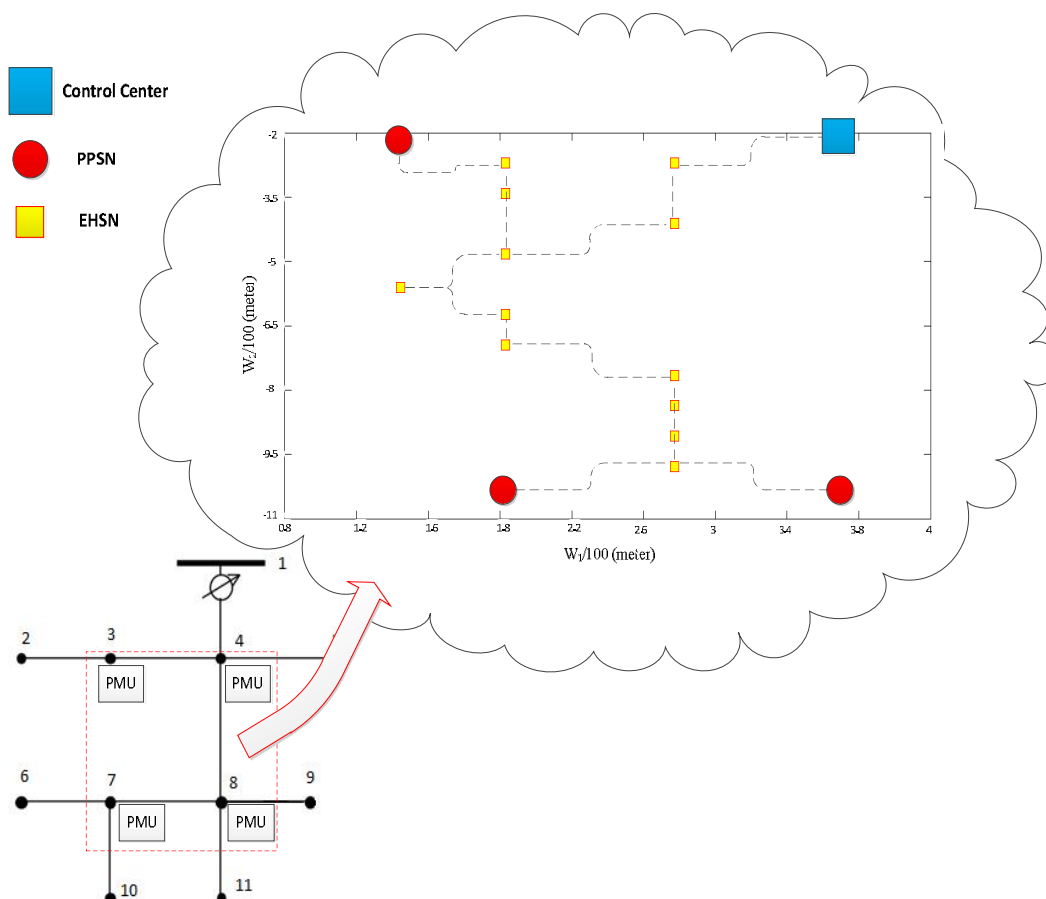 Control Center
PPSN
EHSN
-2
-3.5
-5
-6.5
-8
-9.5
-11
W₂/100 (meter)
0.8 1.2 1.6 1.8 2.2 2.6 3 3.4 3.8 4
W₁/100 (meter)
1
2 3 4
PMU PMU
6 7 8 9
PMU PMU
10 11